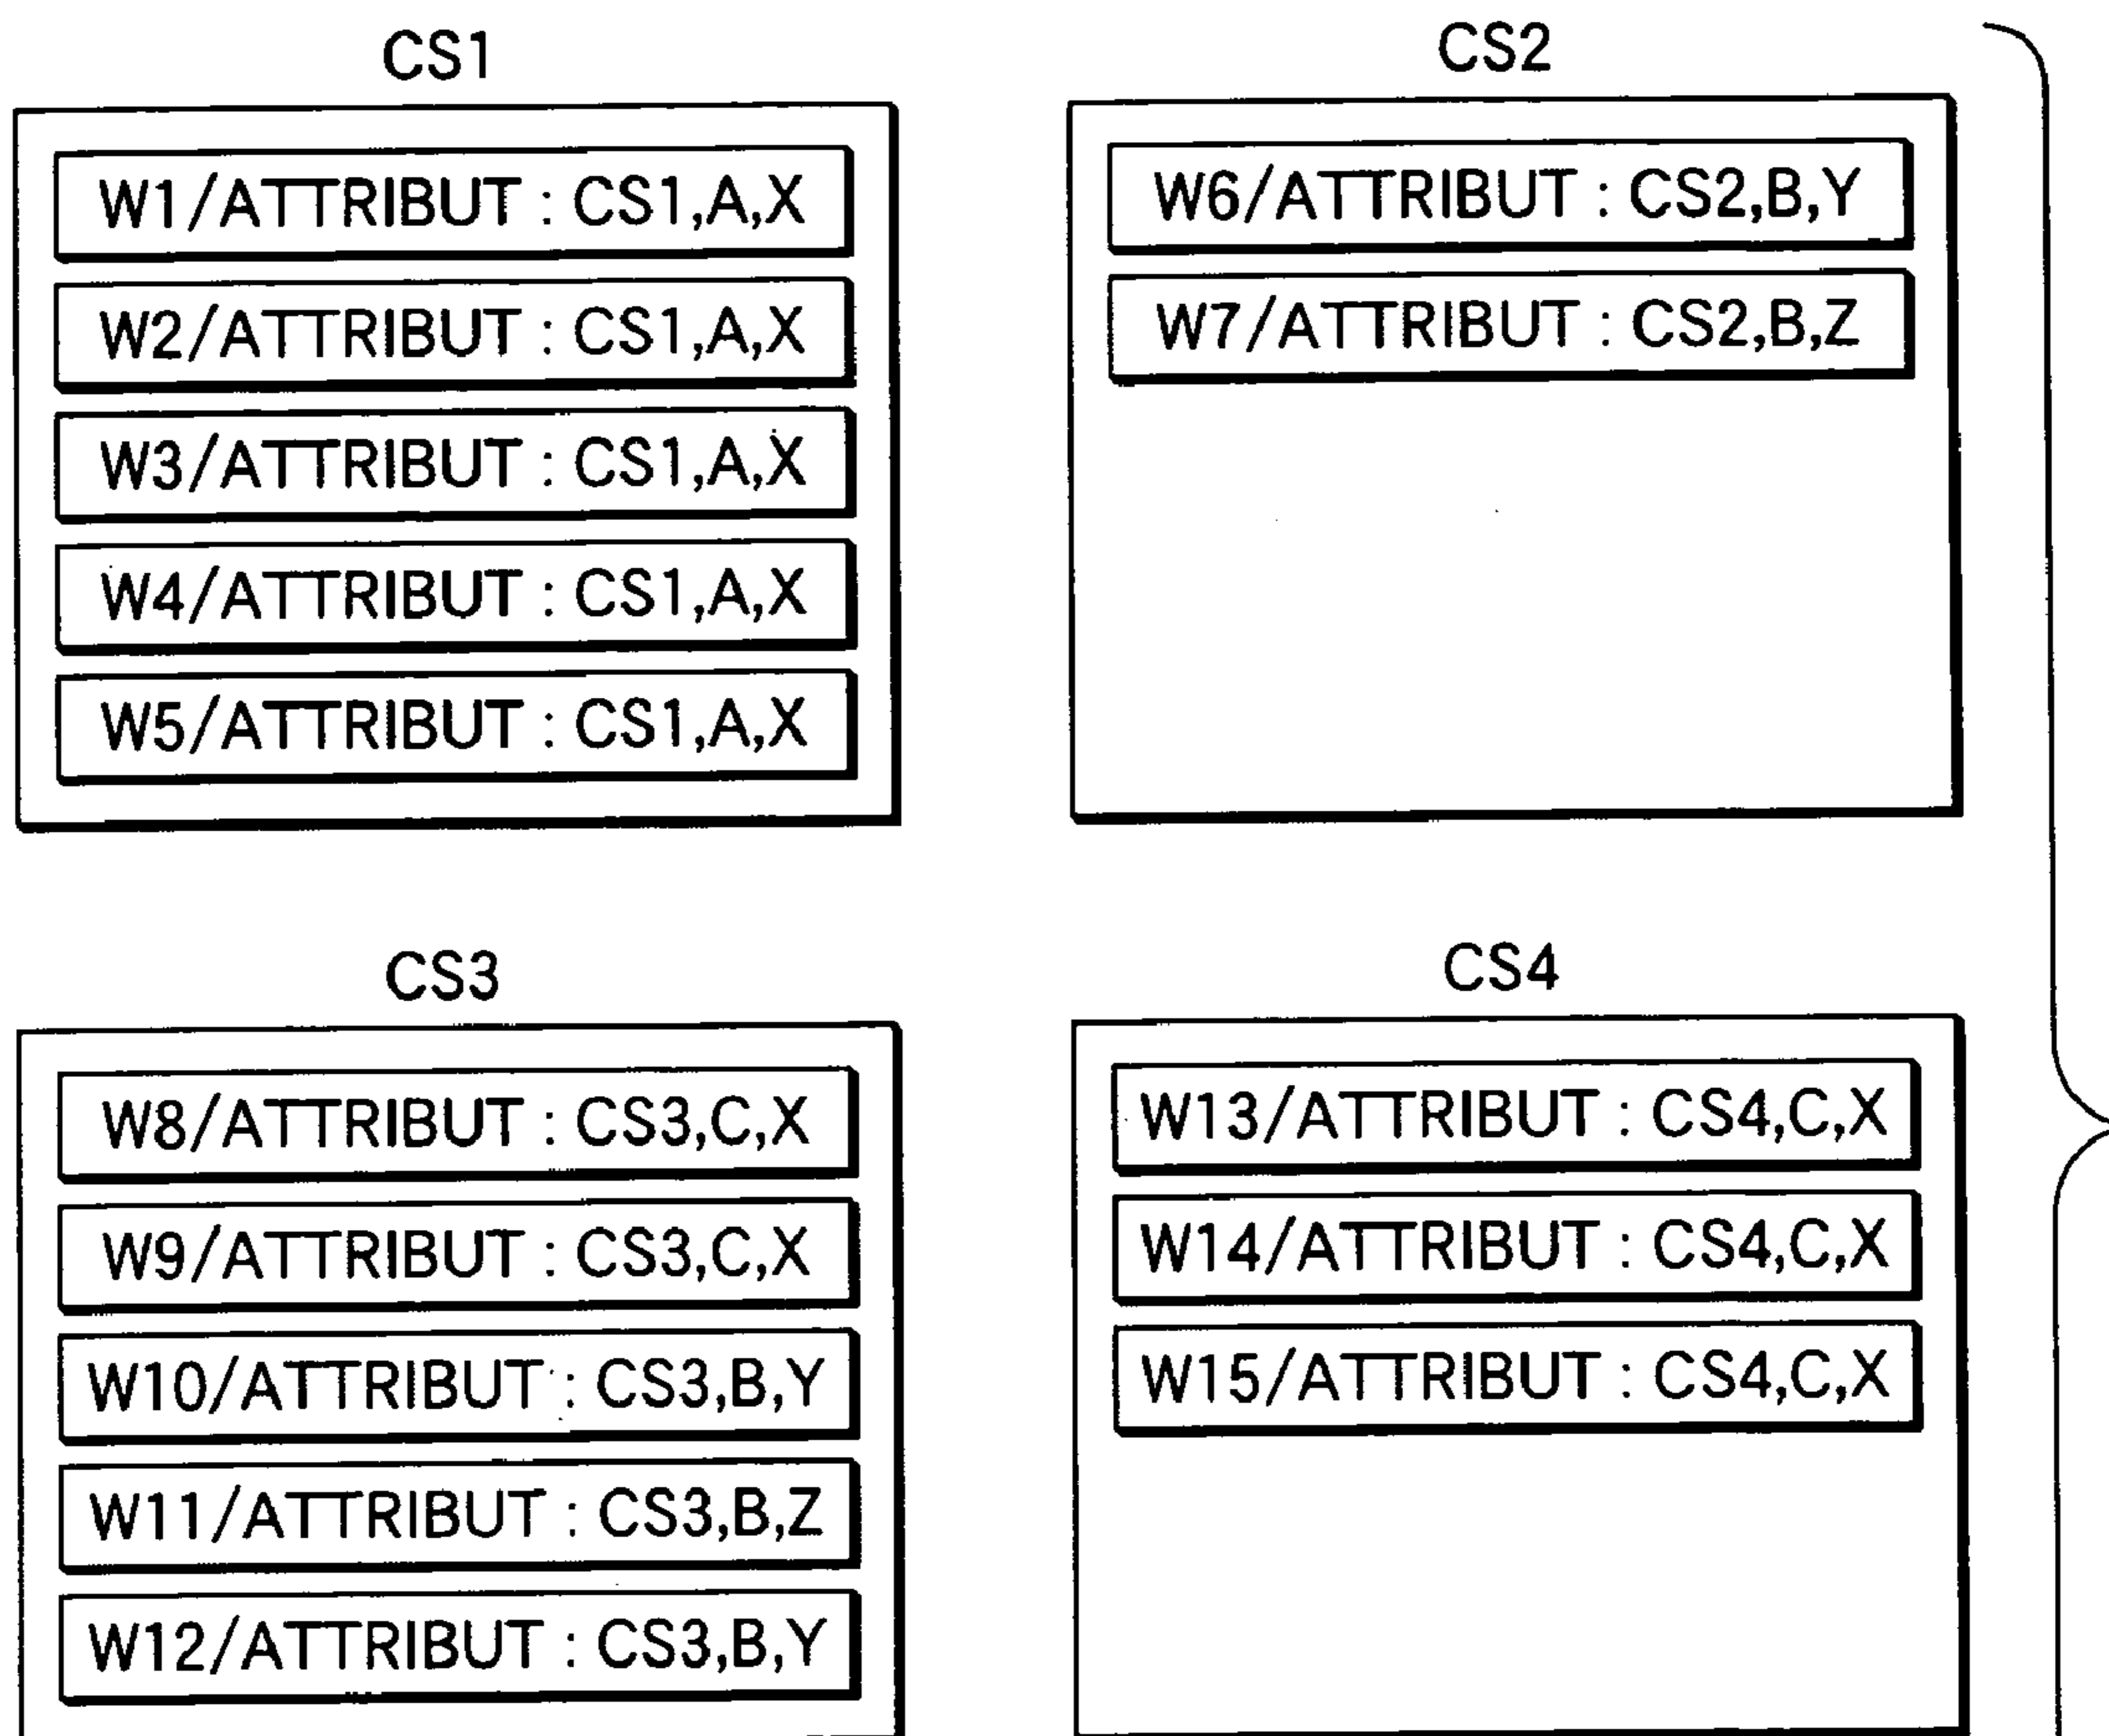 CS1
W1/ATTRIBUT : CS1,A,X
W2/ATTRIBUT : CS1,A,X
W3/ATTRIBUT : CS1,A,X
W4/ATTRIBUT : CS1,A,X
W5/ATTRIBUT : CS1,A,X
CS2
W6/ATTRIBUT : CS2,B,Y
W7/ATTRIBUT : CS2,B,Z
CS3
W8/ATTRIBUT : CS3,C,X
W9/ATTRIBUT : CS3,C,X
W10/ATTRIBUT : CS3,B,Y
W11/ATTRIBUT : CS3,B,Z
W12/ATTRIBUT : CS3,B,Y
CS4
W13/ATTRIBUT : CS4,C,X
W14/ATTRIBUT : CS4,C,X
W15/ATTRIBUT : CS4,C,X